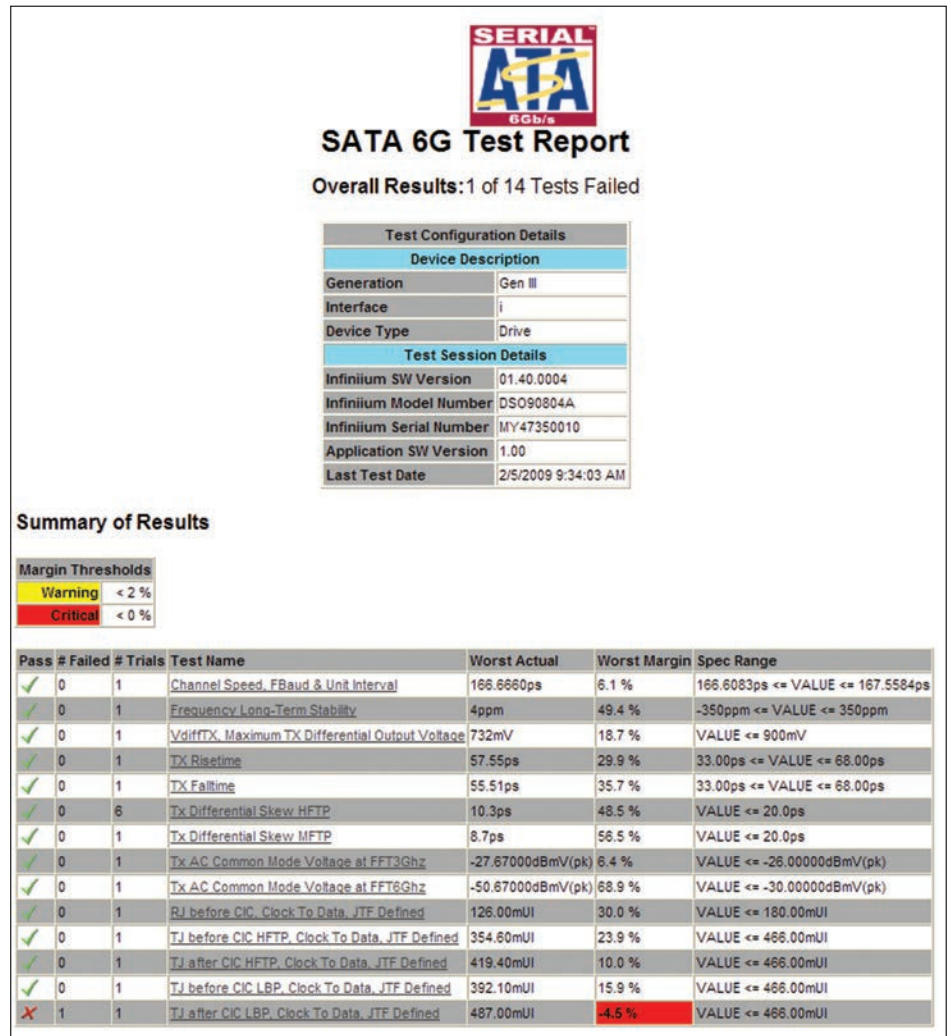 SERIAL
ATA
6Gb/s
SATA 6G Test Report
Overall Results: 1 of 14 Tests Failed
Test Configuration Details
Device Description
Generation Gen III
Interface i
Device Type Drive
Test Session Details
Infiniium SW Version 01.40.0004
Infiniium Model Number DSO90804A
Infiniium Serial Number MY47350010
Application SW Version 1.00
Last Test Date 2/5/2009 9:34:03 AM
Summary of Results
Margin Thresholds
Warning < 2 %
Critical < 0 %
Pass # Failed # Trials Test Name Worst Actual Worst Margin Spec Range
0 1 Channel Speed, FBaud & Unit Interval 166.6660ps 6.1 % 166.6083ps <= VALUE <= 167.5584ps
0 1 Frequency Long-Term Stability 4ppm 49.4 % -350ppm <= VALUE <= 350ppm
0 1 VdiffTX, Maximum TX Differential Output Voltage 732mV 18.7 % VALUE <= 900mV
0 1 TX Risetime 57.55ps 29.9 % 33.00ps <= VALUE <= 68.00ps
0 1 TX Falltime 55.51ps 35.7 % 33.00ps <= VALUE <= 68.00ps
0 6 Tx Differential Skew HFTP 10.3ps 48.5 % VALUE <= 20.0ps
0 1 Tx Differential Skew MFTP 8.7ps 56.5 % VALUE <= 20.0ps
0 1 Tx AC Common Mode Voltage at FFT3Ghz -27.67000dBmV(pk) 6.4 % VALUE <= -26.00000dBmV(pk)
0 1 Tx AC Common Mode Voltage at FFT6Ghz -50.67000dBmV(pk) 68.9 % VALUE <= -30.00000dBmV(pk)
0 1 RJ before CIC, Clock To Data, JTF Defined 126.00mUI 30.0 % VALUE <= 180.00mUI
0 1 TJ before CIC HFTP, Clock To Data, JTF Defined 354.60mUI 23.9 % VALUE <= 466.00mUI
0 1 TJ after CIC HFTP, Clock To Data, JTF Defined 419.40mUI 10.0 % VALUE <= 466.00mUI
0 1 TJ before CIC LBP, Clock To Data, JTF Defined 392.10mUI 15.9 % VALUE <= 466.00mUI
1 1 TJ after CIC LBP, Clock To Data, JTF Defined 487.00mUI -4.5 % VALUE <= 466.00mUI